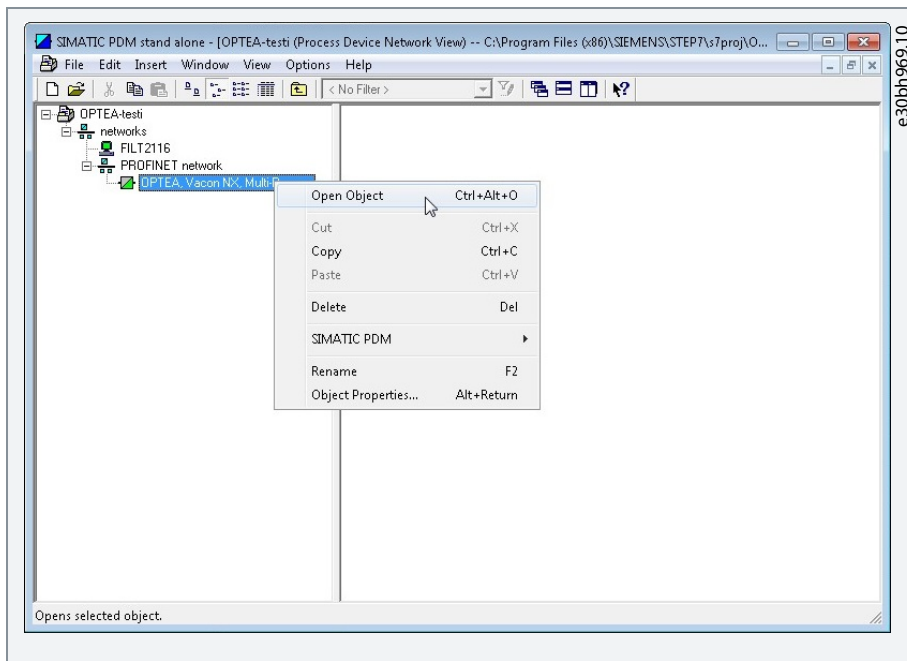 SIMATIC PDM stand alone - [OPTEA-testi (Process Device Network View) -- C:\Program Files (x86)\SIEMENS\STEP7\s7proj\O...
File Edit Insert Window View Options Help
< No Filter >
OPTEA-testi
networks
FILT2116
PROFINET network
OPTEA, Vacon NX, Multi-P
Open Object Ctrl+Alt+O
Cut Ctrl+X
Copy Ctrl+C
Paste Ctrl+V
Delete Del
SIMATIC PDM
Rename F2
Object Properties... Alt+Return
Opens selected object.
e30bh969.10